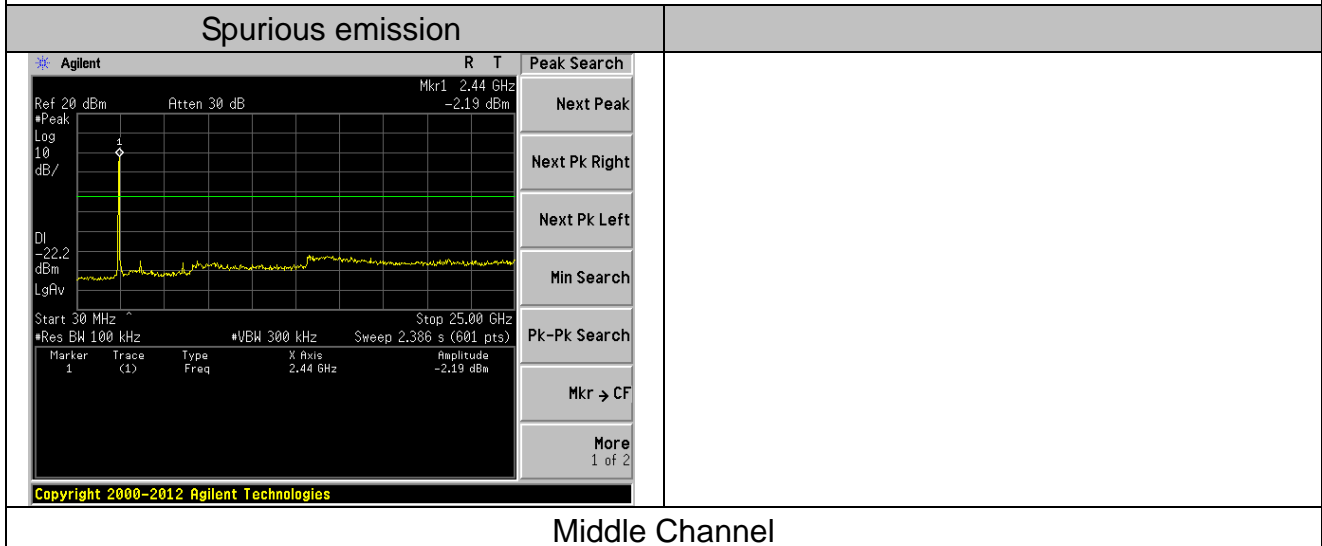 Spurious emission
Agilent R T Peak Search
Mkr1 2.44 GHz
Ref 20 dBm Atten 30 dB -2.19 dBm
#Peak
Log
10
dB/
1
DI
-22.2
dBm
LgAv
Start 30 MHz ^ Stop 25.00 GHz
#Res BW 100 kHz #VBW 300 kHz Sweep 2.386 s (601 pts)
Marker Trace Type X Axis Amplitude
1 (1) Freq 2.44 GHz -2.19 dBm
Next Peak
Next Pk Right
Next Pk Left
Min Search
Pk-Pk Search
Mkr → CF
More
1 of 2
Copyright 2000-2012 Agilent Technologies
Middle Channel